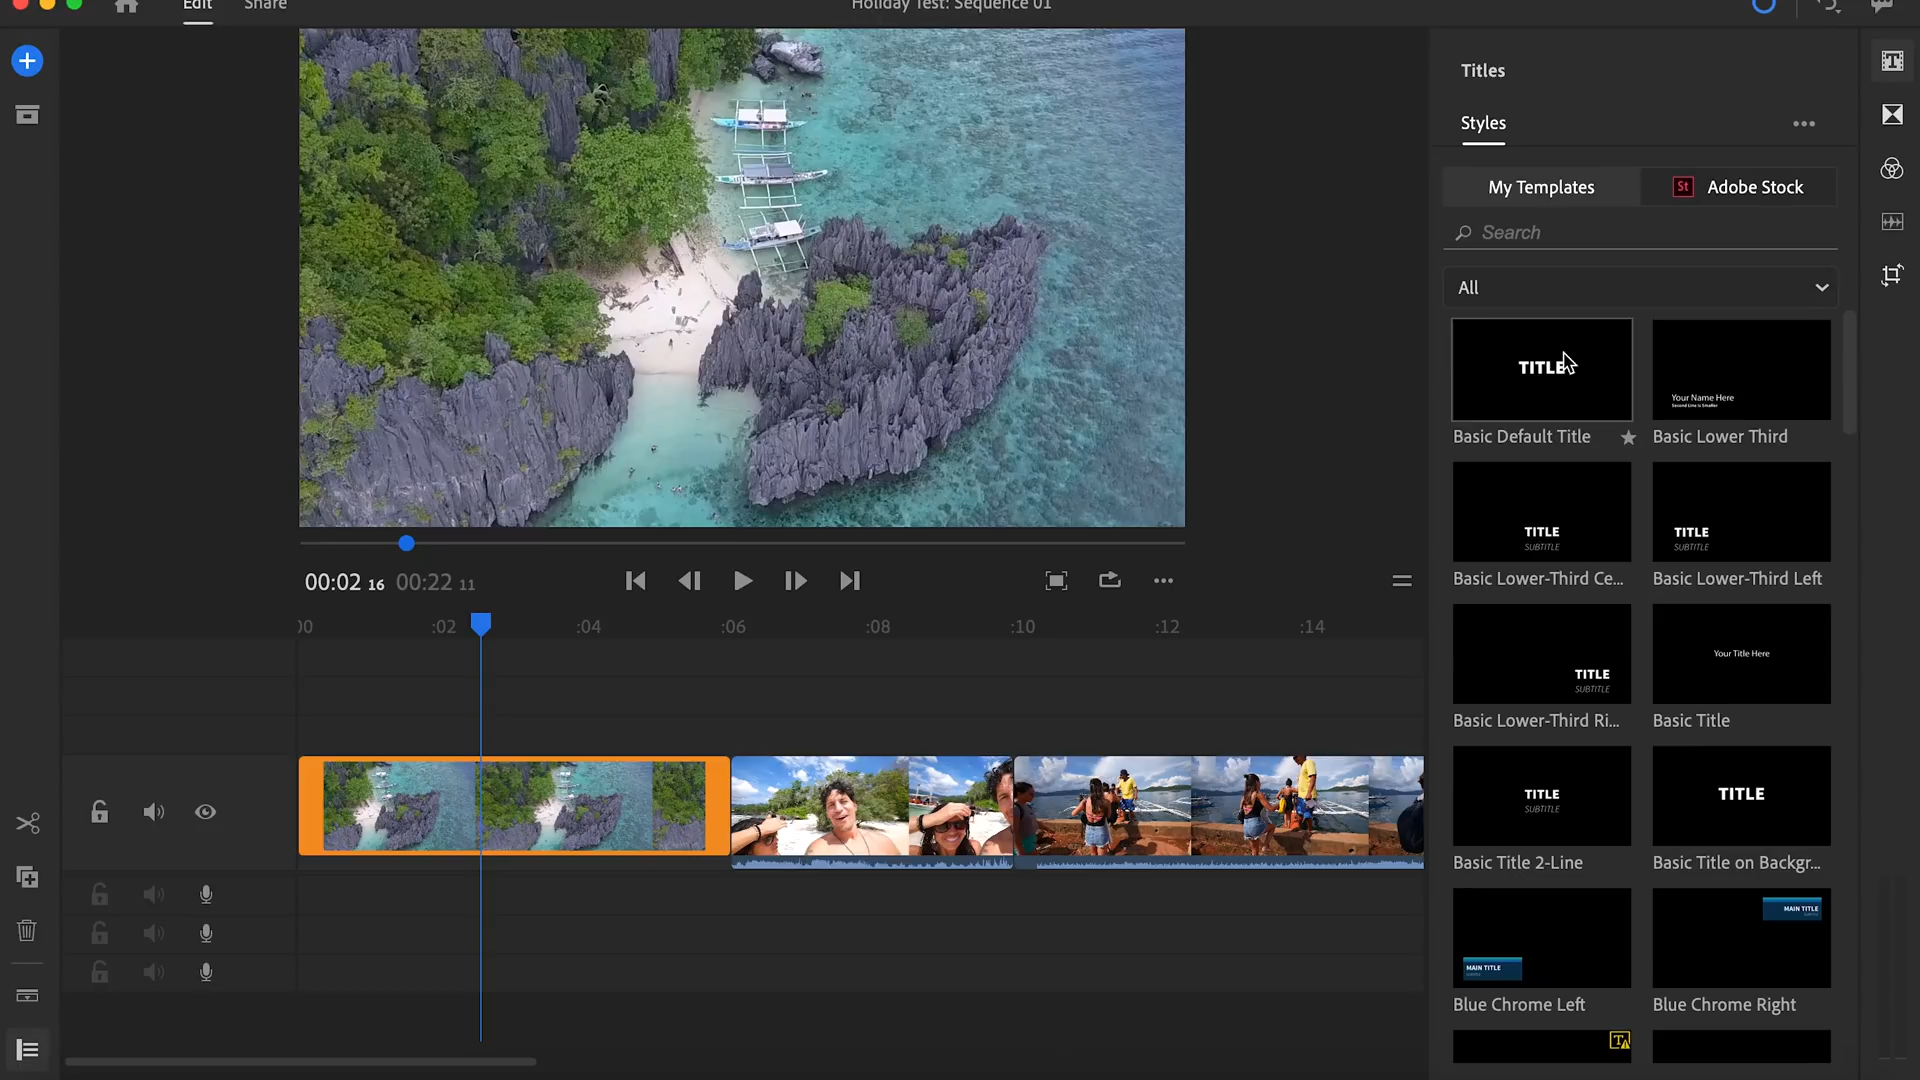 Edit
Share
Holiday Test: Sequence 01
Titles
Styles
My Templates
St
Adobe Stock
Search
All
TITLE
Your Name Here
Second Line is Smaller
Basic Default Title
Basic Lower Third
TITLE
SUBTITLE
TITLE
SUBTITLE
Basic Lower-Third Ce...
Basic Lower-Third Left
TITLE
SUBTITLE
Your Title Here
Basic Lower-Third Ri...
Basic Title
TITLE
SUBTITLE
TITLE
Basic Title 2-Line
Basic Title on Backgr...
MAIN TITLE
MAIN TITLE
Blue Chrome Left
Blue Chrome Right
00:02 16 00:22 11
:00 :02 :04 :06 :08 :10 :12 :14